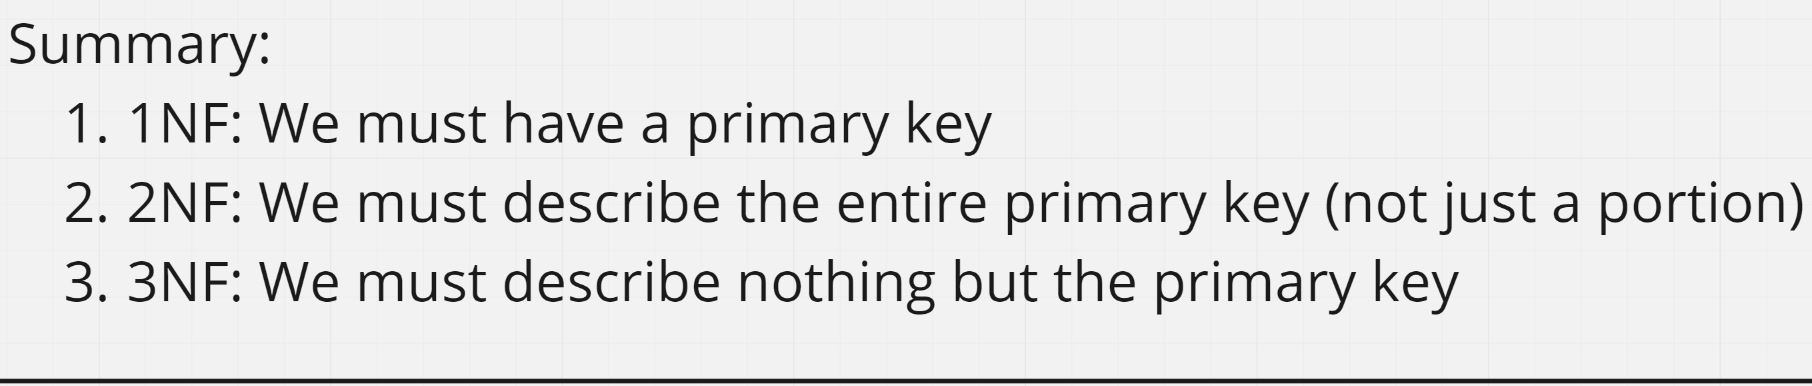 Summary:
1. 1NF: We must have a primary key
2. 2NF: We must describe the entire primary key (not just a portion)
3. 3NF: We must describe nothing but the primary key